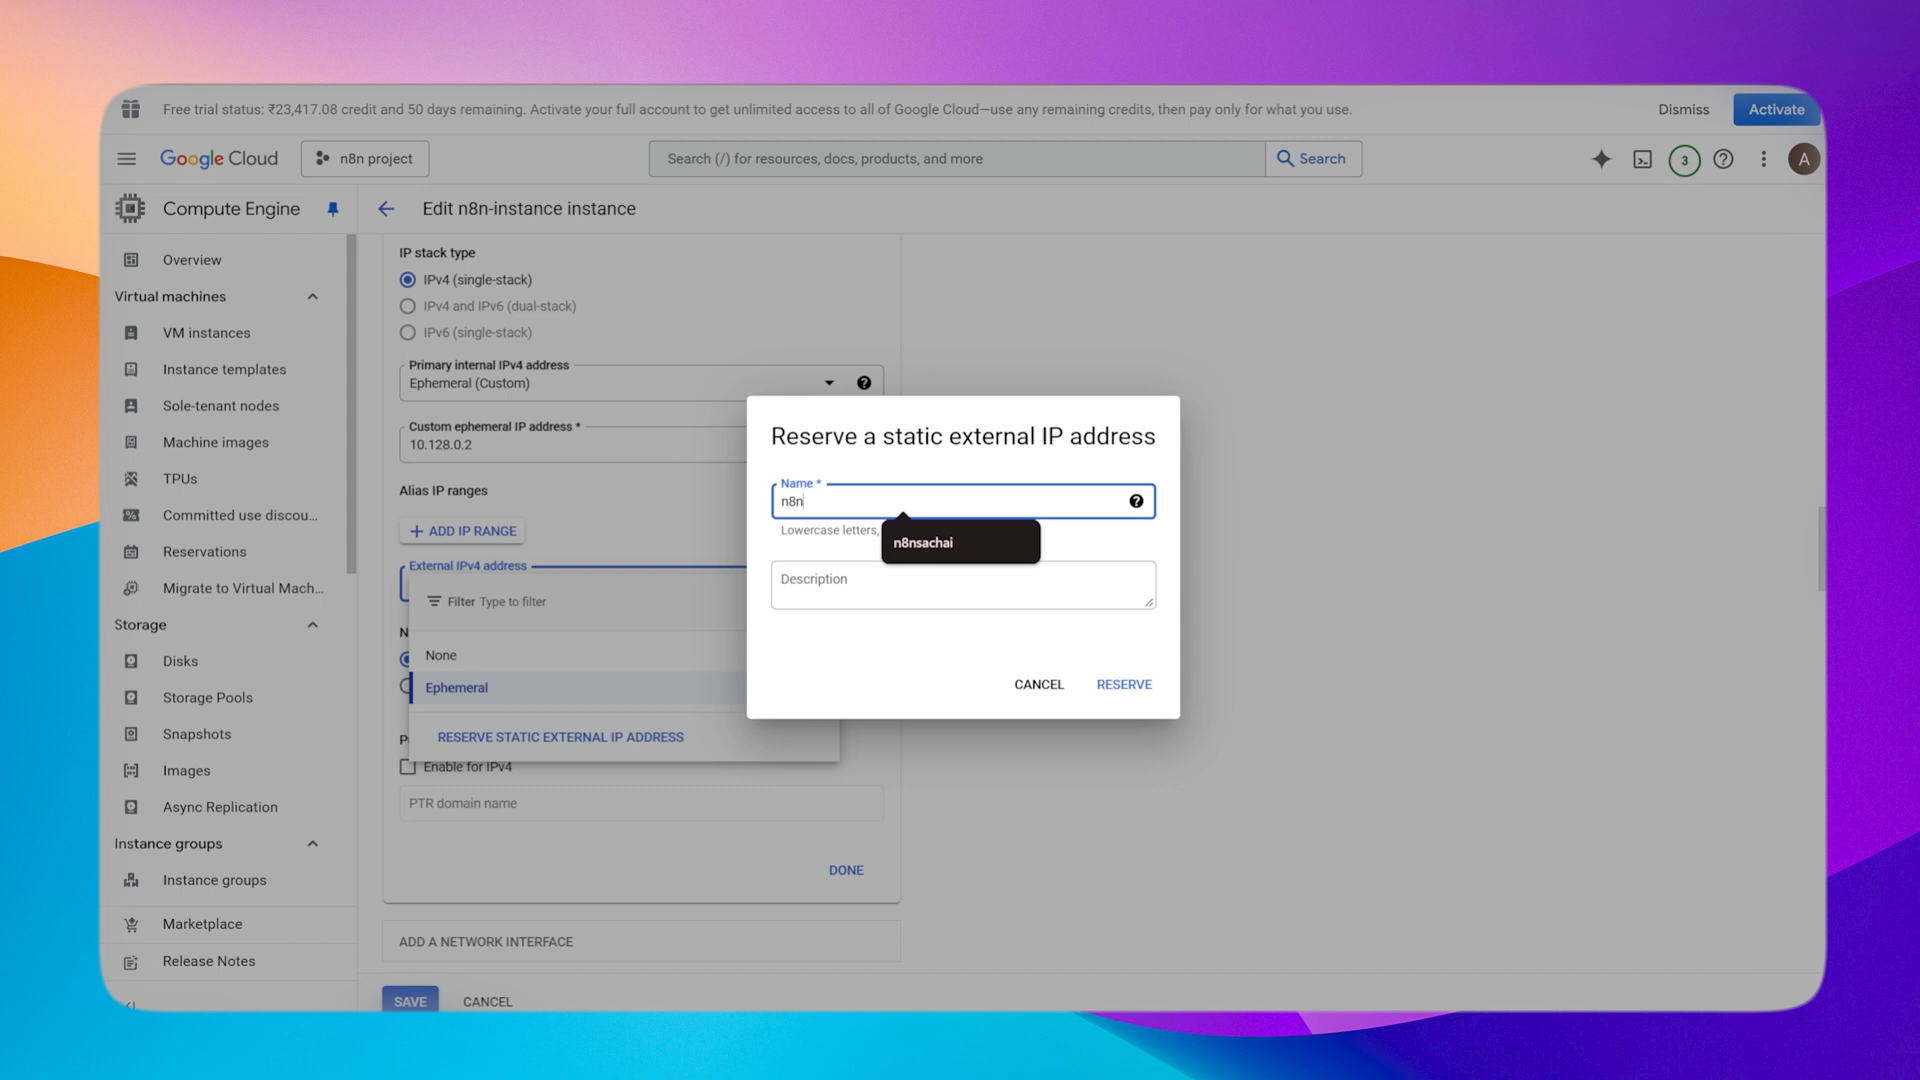 Free trial status: ₹23,417.08 credit and 50 days remaining. Activate your full account to get unlimited access to all of Google Cloud—use any remaining credits, then pay only for what you use.
Dismiss
Activate
Google Cloud
n8n project
Search (/) for resources, docs, products, and more
Search
3
A
Compute Engine
Edit n8n-instance instance
Overview
Virtual machines
VM instances
Instance templates
Sole-tenant nodes
Machine images
TPUs
Committed use discou...
Reservations
Migrate to Virtual Mach...
Storage
Disks
Storage Pools
Snapshots
Images
Async Replication
Instance groups
Instance groups
Marketplace
Release Notes
IP stack type
IPv4 (single-stack)
IPv4 and IPv6 (dual-stack)
IPv6 (single-stack)
Primary internal IPv4 address
Ephemeral (Custom)
Custom ephemeral IP address *
10.128.0.2
Alias IP ranges
+ ADD IP RANGE
External IPv4 address
Filter Type to filter
N
None
Ephemeral
P
RESERVE STATIC EXTERNAL IP ADDRESS
Enable for IPv4
PTR domain name
DONE
ADD A NETWORK INTERFACE
SAVE
CANCEL
Reserve a static external IP address
Name *
n8n
Lowercase letters,
n8nsachai
Description
CANCEL
RESERVE